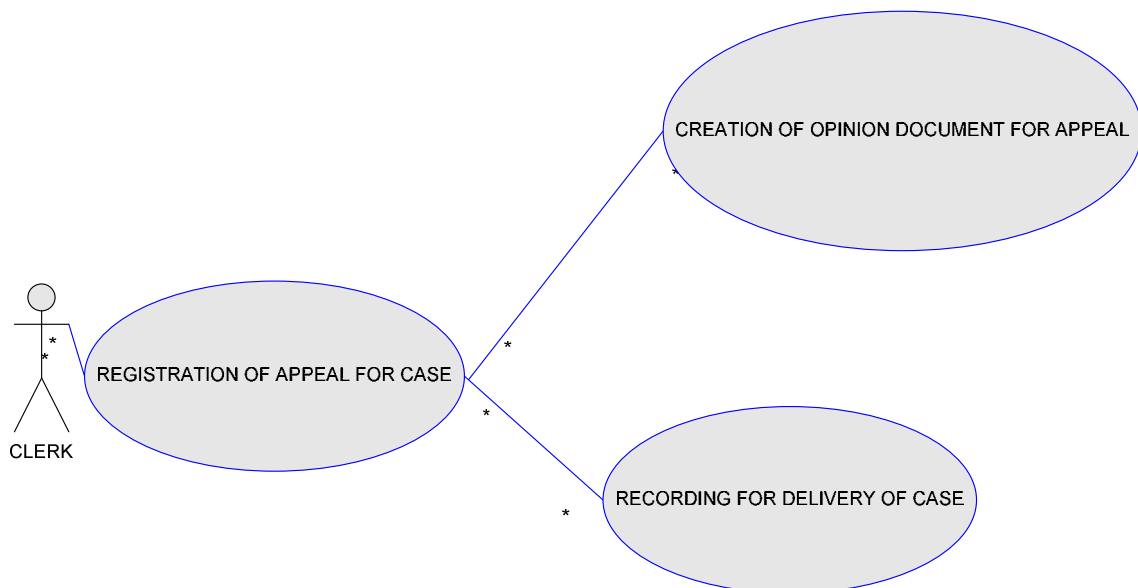 CREATION OF OPINION DOCUMENT FOR APPEAL
*
*
*
*
REGISTRATION OF APPEAL FOR CASE
*
CLERK
RECORDING FOR DELIVERY OF CASE
*